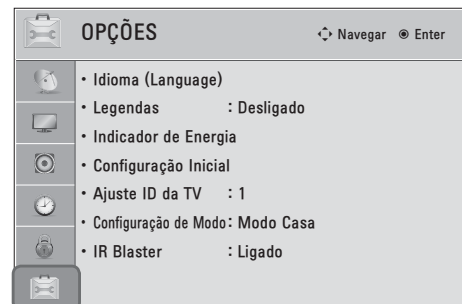 OPÇÕES Navegar Enter
• Idioma (Language)
• Legendas : Desligado
• Indicador de Energia
• Configuração Inicial
• Ajuste ID da TV : 1
• Configuração de Modo: Modo Casa
• IR Blaster : Ligado